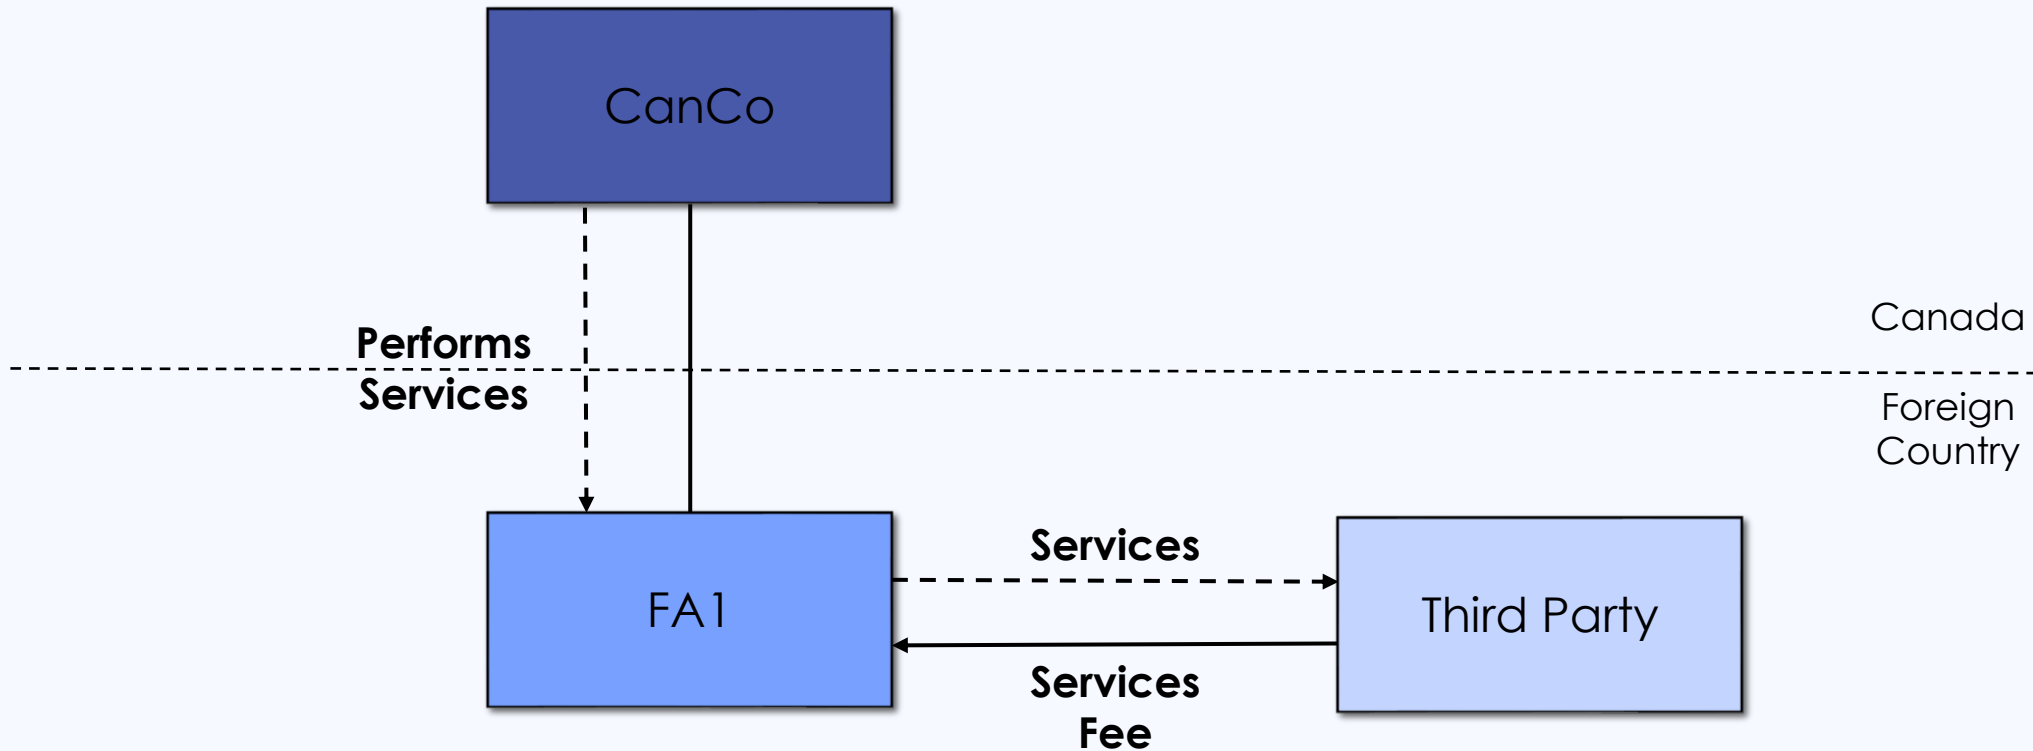 CanCo
Performs
Services
Canada
Foreign
Country
FA1
Services
Services
Fee
Third Party